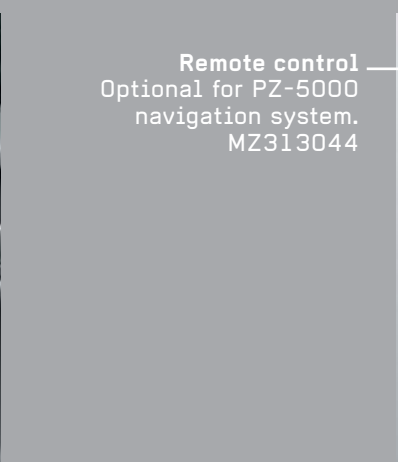 Remote control
Optional for PZ-5000
navigation system.
MZ313044